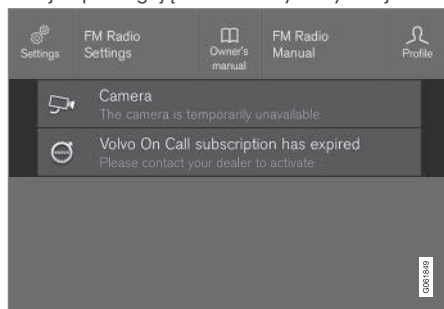 Settings
FM Radio
Settings
Owner's
manual
FM Radio
Manual
Profile
Camera
The camera is temporarily unavailable
Volvo On Call subscription has expired
Please contact your dealer to activate
G061849